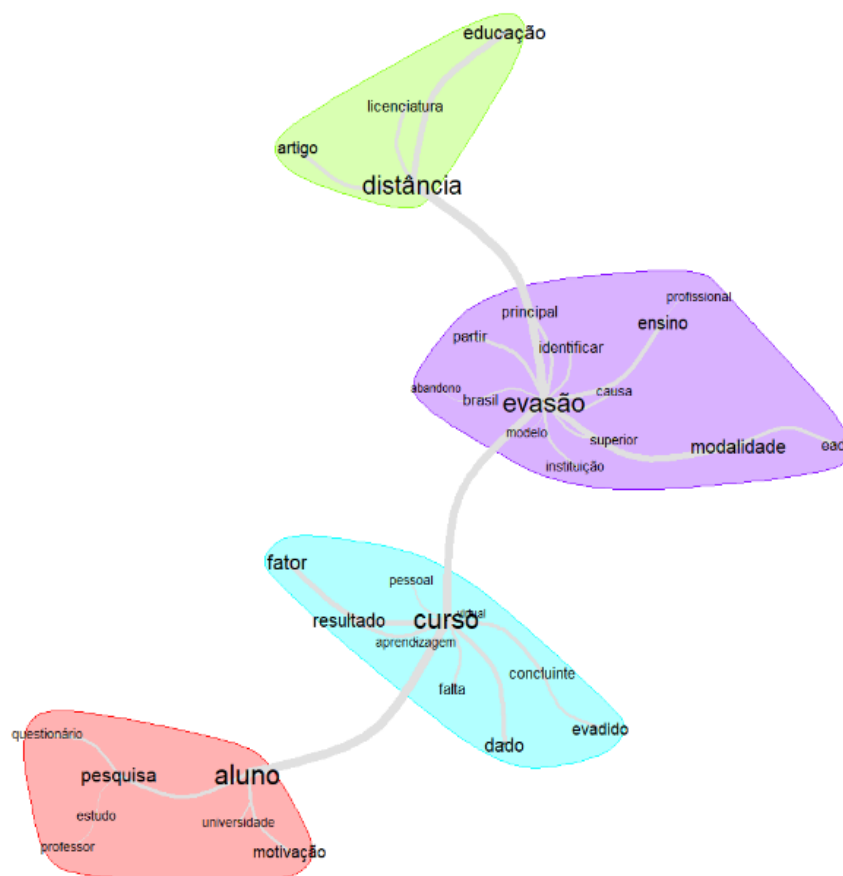 educação
licenciatura
artigo
distância
profissional
principal
ensino
partir
identificar
abandono
causa
brasil
evasão
modelo
superior
modalidade
instituição
fator
pessoal
resultado
curso
aprendizagem
concluinte
falta
evadido
dado
questionário
pesquisa
aluno
estudo
universidade
professor
motivação